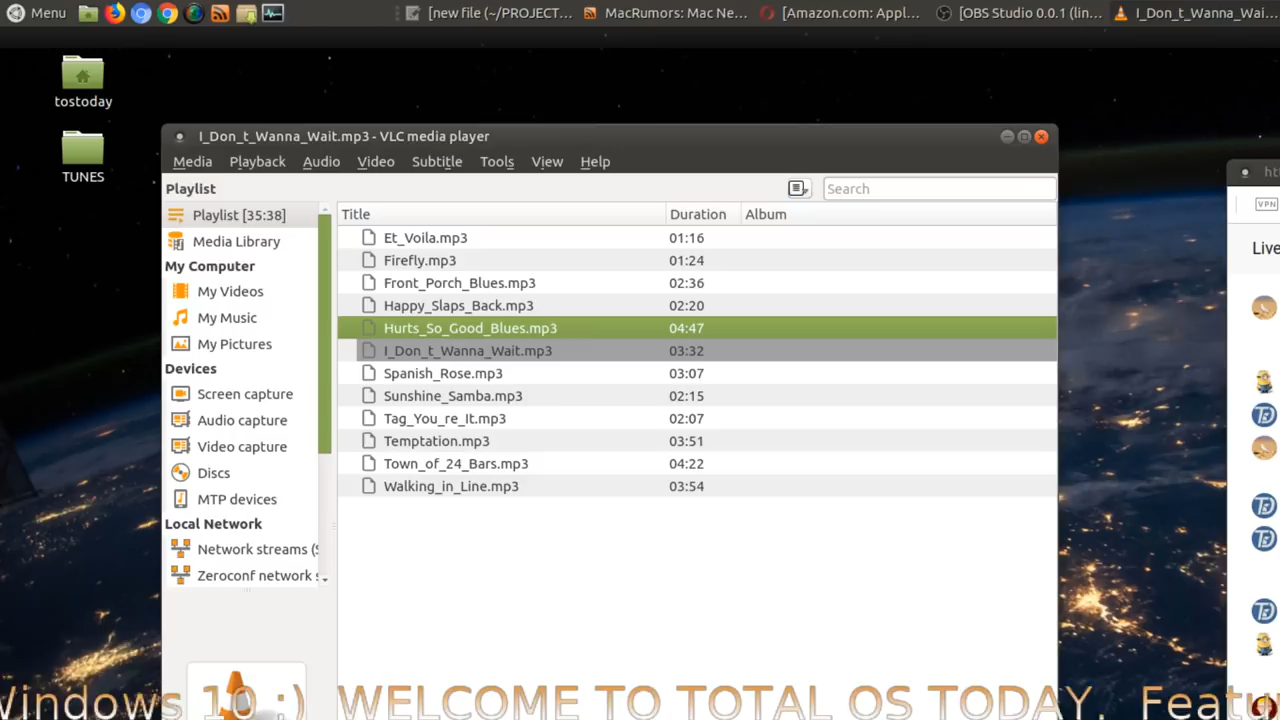 Menu [new file (~/PROJECT... MacRumors: Mac Ne... [Amazon.com: Appl... [OBS Studio 0.0.1 (lin... I_Don_t_Wanna_Wai...
tostoday
TUNES
I_Don_t_Wanna_Wait.mp3 - VLC media player
Media Playback Audio Video Subtitle Tools View Help
Playlist Search
Playlist [35:38]
Media Library
My Computer
My Videos
My Music
My Pictures
Devices
Screen capture
Audio capture
Video capture
Discs
MTP devices
Local Network
Network streams (S
Zeroconf network s
Title Duration Album
Et_Voila.mp3 01:16
Firefly.mp3 01:24
Front_Porch_Blues.mp3 02:36
Happy_Slaps_Back.mp3 02:20
Hurts_So_Good_Blues.mp3 04:47
I_Don_t_Wanna_Wait.mp3 03:32
Spanish_Rose.mp3 03:07
Sunshine_Samba.mp3 02:15
Tag_You_re_It.mp3 02:07
Temptation.mp3 03:51
Town_of_24_Bars.mp3 04:22
Walking_in_Line.mp3 03:54
ht
VPN
Live
Windows 10 :) WELCOME TO TOTAL OS TODAY. Featu